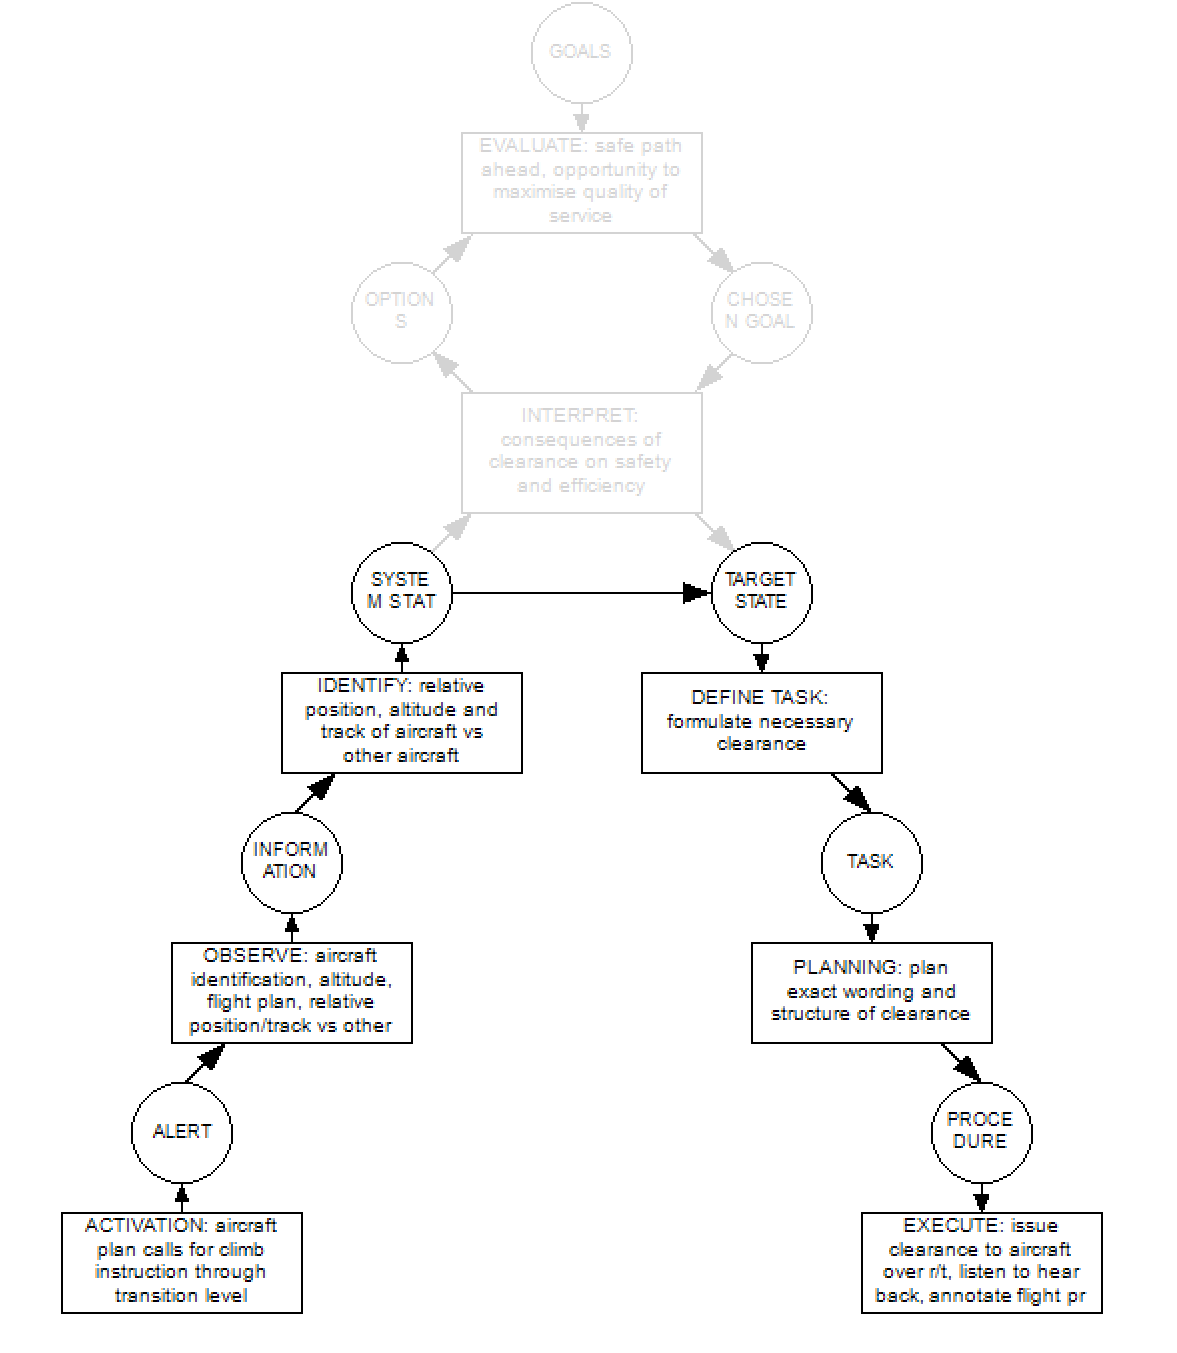 GOALS
EVALUATE: safe path
ahead, opportunity to
maximise quality of
service
OPTION
S
CHOSE
N GOAL
INTERPRET:
consequences of
clearance on safety
and efficiency
SYSTE
M STAT
TARGET
STATE
IDENTIFY: relative
position, altitude and
track of aircraft vs
other aircraft
DEFINE TASK:
formulate necessary
clearance
INFORM
ATION
TASK
OBSERVE: aircraft
identification, altitude,
flight plan, relative
position/track vs other
PLANNING: plan
exact wording and
structure of clearance
ALERT
PROCE
DURE
ACTIVATION: aircraft
plan calls for climb
instruction through
transition level
EXECUTE: issue
clearance to aircraft
over r/t, listen to hear
back, annotate flight pr